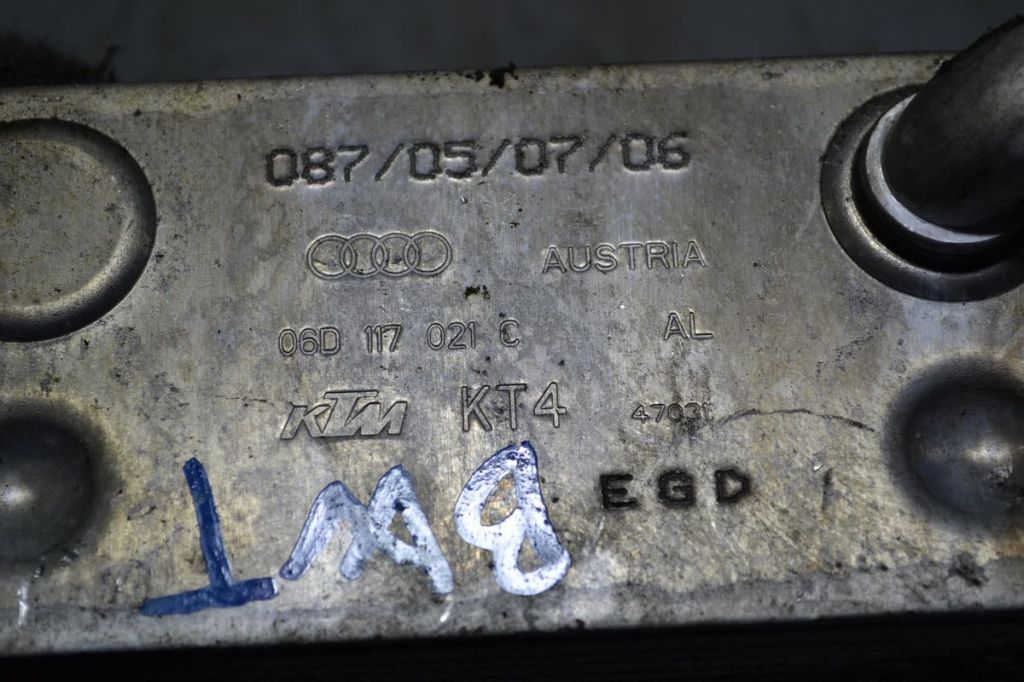 087/05/07/06
AUSTRIA
06D 117 021 C AL
KTM KT4 47031
EGD
BWT